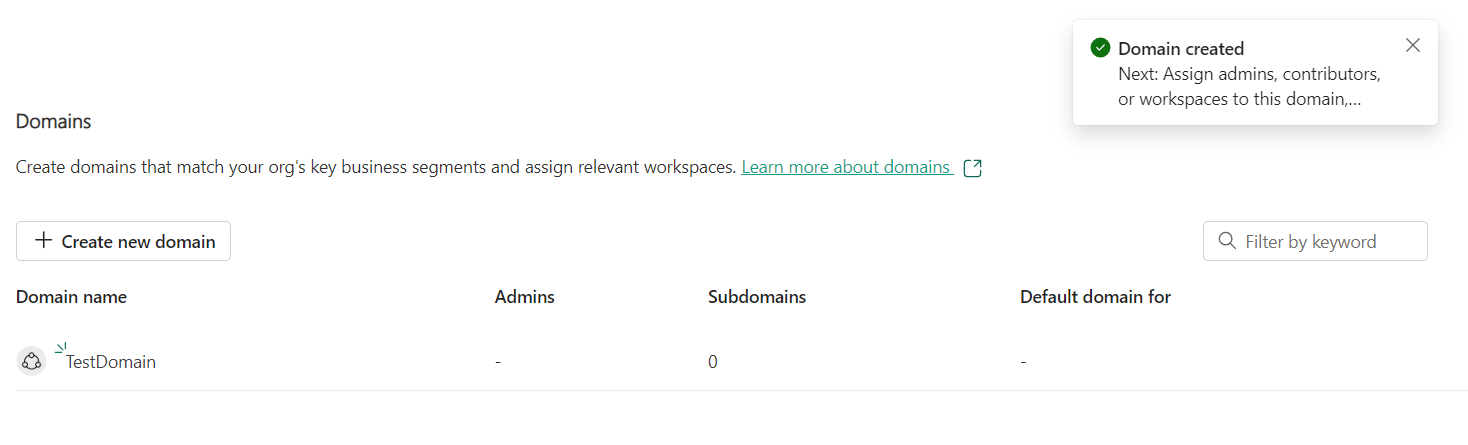 Domain created
Next: Assign admins, contributors,
or workspaces to this domain,...
Domains
Create domains that match your org's key business segments and assign relevant workspaces. Learn more about domains
Create new domain
Filter by keyword
Domain name Admins Subdomains Default domain for
TestDomain - 0 -